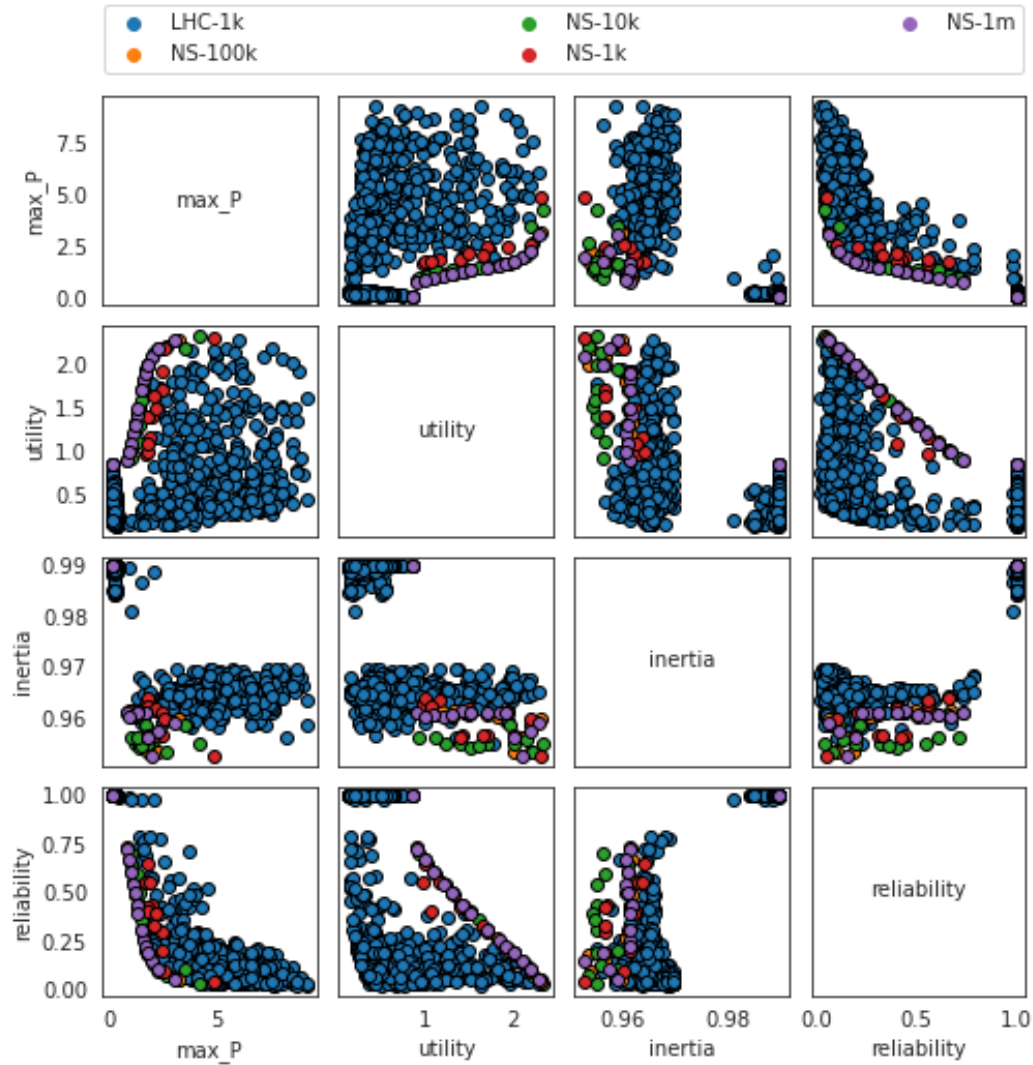 LHC-1k NS-10k NS-1m
NS-100k NS-1k
7.5
5.0
2.5
0.0
max_P
max_P
2.0
1.5
1.0
0.5
utility
utility
0.99
0.98
0.97
0.96
inertia
inertia
1.00
0.75
0.50
0.25
0.00
reliability
reliability
0 5 1 2 0.96 0.98 0.0 0.5 1.0
max_P utility inertia reliability